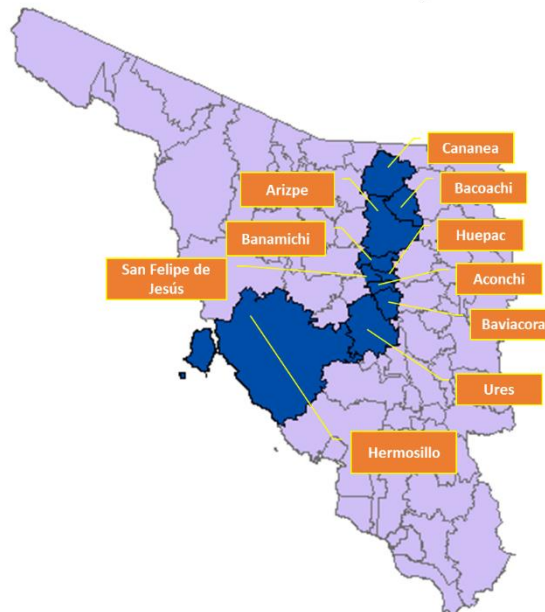 Cananea
Arizpe
Bacoachi
Banamichi
Huepac
San Felipe de
Jesús
Aconchi
Baviacora
Ures
Hermosillo